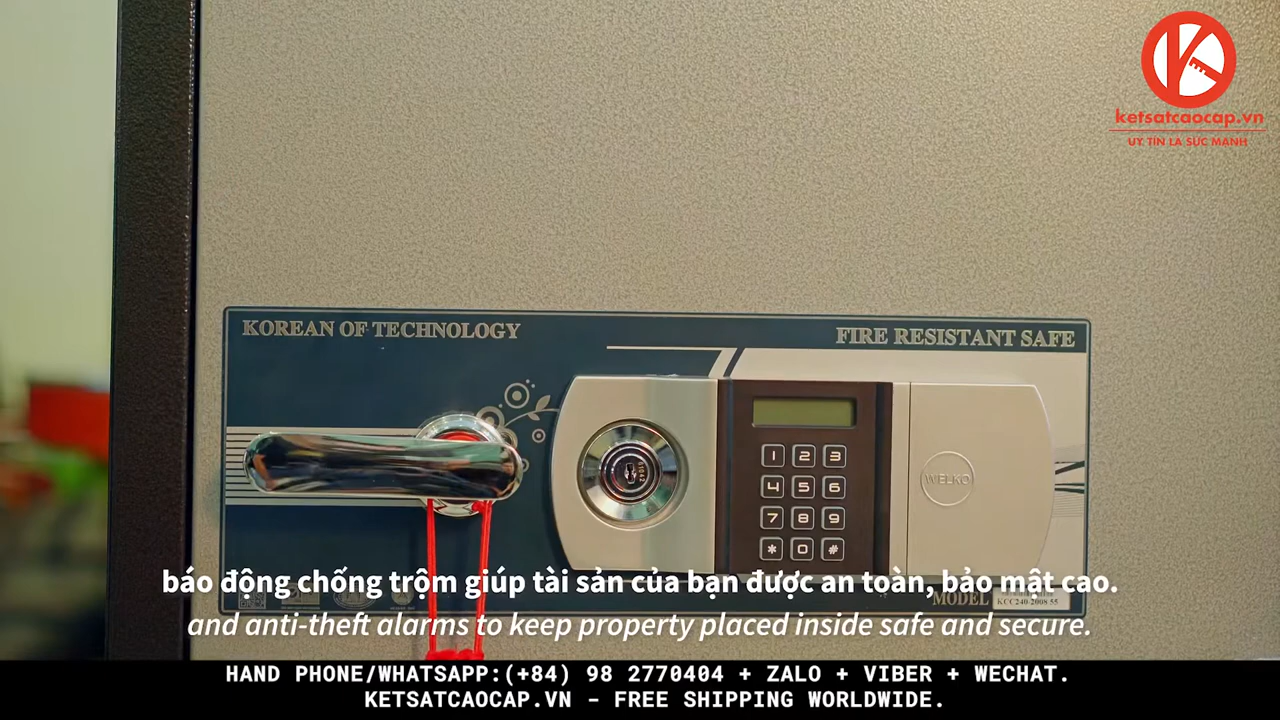 ketsatcaocap.vn
UY TÍN LÀ SỨC MẠNH
KOREAN OF TECHNOLOGY
FIRE RESISTANT SAFE
1 2 3
4 5 6
7 8 9
* 0 #
WELKO
báo động chống trộm giúp tài sản của bạn được an toàn, bảo mật cao.
MODEL KCC240-2008 55
and anti-theft alarms to keep property placed inside safe and secure.
HAND PHONE/WHATSAPP:(+84) 98 2770404 + ZALO + VIBER + WECHAT.
KETSATCAOCAP.VN - FREE SHIPPING WORLDWIDE.